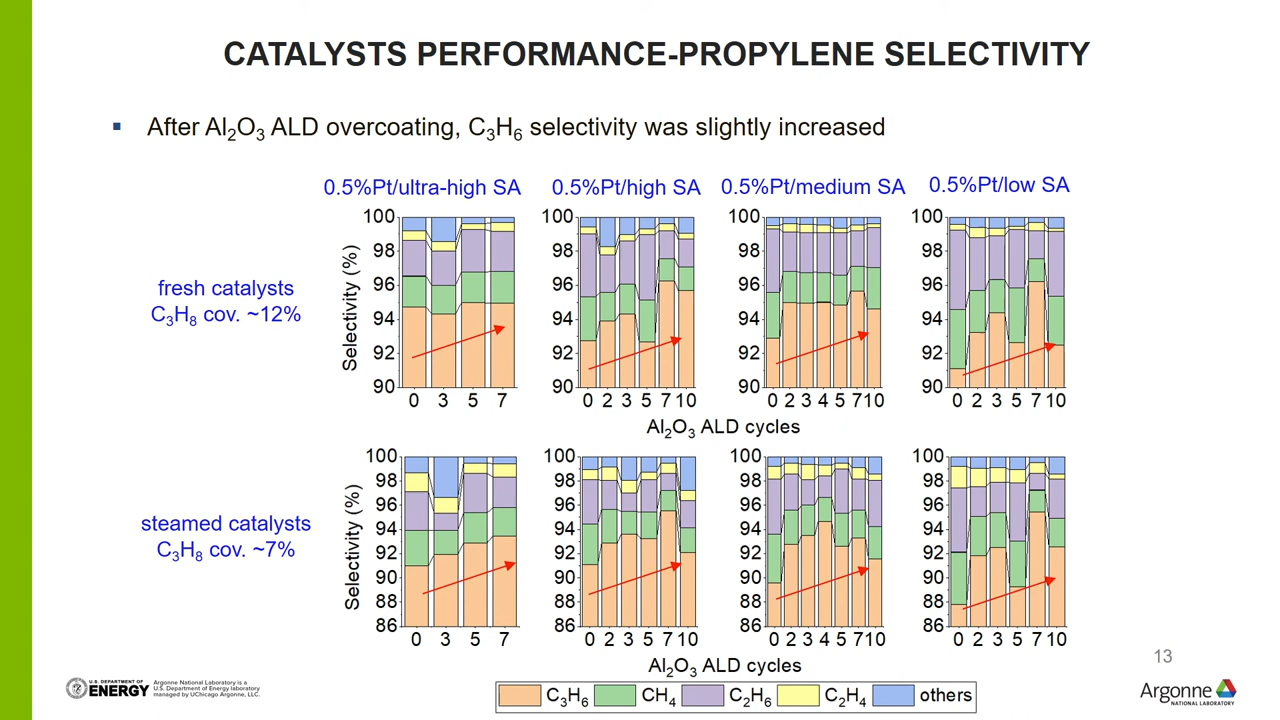 CATALYSTS PERFORMANCE-PROPYLENE SELECTIVITY
▪ After Al₂O₃ ALD overcoating, C₃H₆ selectivity was slightly increased
0.5%Pt/ultra-high SA 0.5%Pt/high SA 0.5%Pt/medium SA 0.5%Pt/low SA
fresh catalysts
C₃H₈ cov. ~12%
Selectivity (%)
100 100 100 100
98 98 98 98
96 96 96 96
94 94 94 94
92 92 92 92
90 90 90 90
0 3 5 7 0 2 3 5 7 10 0 2 3 4 5 7 10 0 2 3 5 7 10
Al₂O₃ ALD cycles
steamed catalysts
C₃H₈ cov. ~7%
Selectivity (%)
100 100 100 100
98 98 98 98
96 96 96 96
94 94 94 94
92 92 92 92
90 90 90 90
88 88 88 88
86 86 86 86
0 3 5 7 0 2 3 5 7 10 0 2 3 4 5 7 10 0 2 3 5 7 10
Al₂O₃ ALD cycles
C₃H₆ CH₄ C₂H₆ C₂H₄ others
13
U.S. DEPARTMENT OF
ENERGY
Argonne National Laboratory is a
U.S. Department of Energy laboratory
managed by UChicago Argonne, LLC.
Argonne
NATIONAL LABORATORY